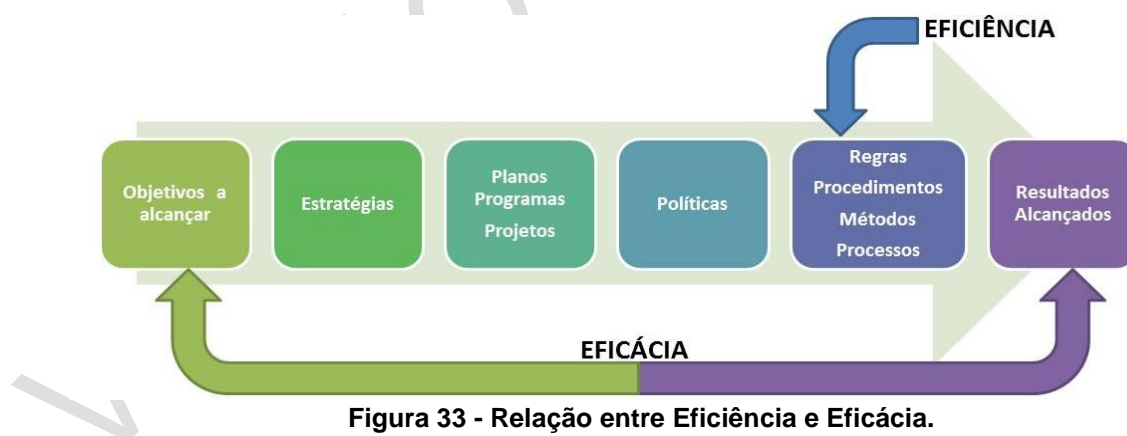 EFICIÊNCIA
Objetivos a
alcançar
Estratégias
Planos
Programas
Projetos
Políticas
Regras
Procedimentos
Métodos
Processos
Resultados
Alcançados
EFICÁCIA
Figura 33 - Relação entre Eficiência e Eficácia.